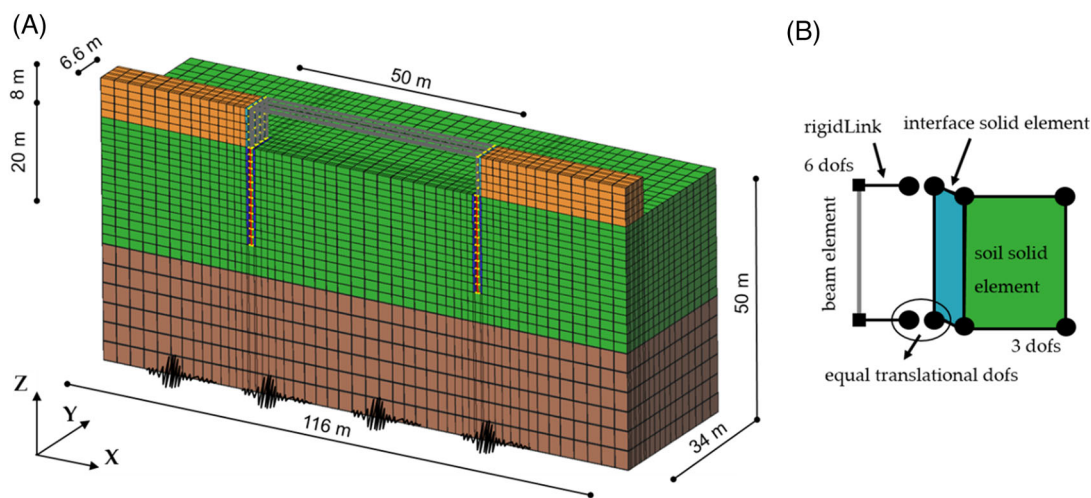 (A)
6.6 m
8 m
20 m
50 m
50 m
34 m
116 m
Z
Y
X
(B)
rigidLink
interface solid element
6 dofs
beam element
soil solid
element
3 dofs
equal translational dofs